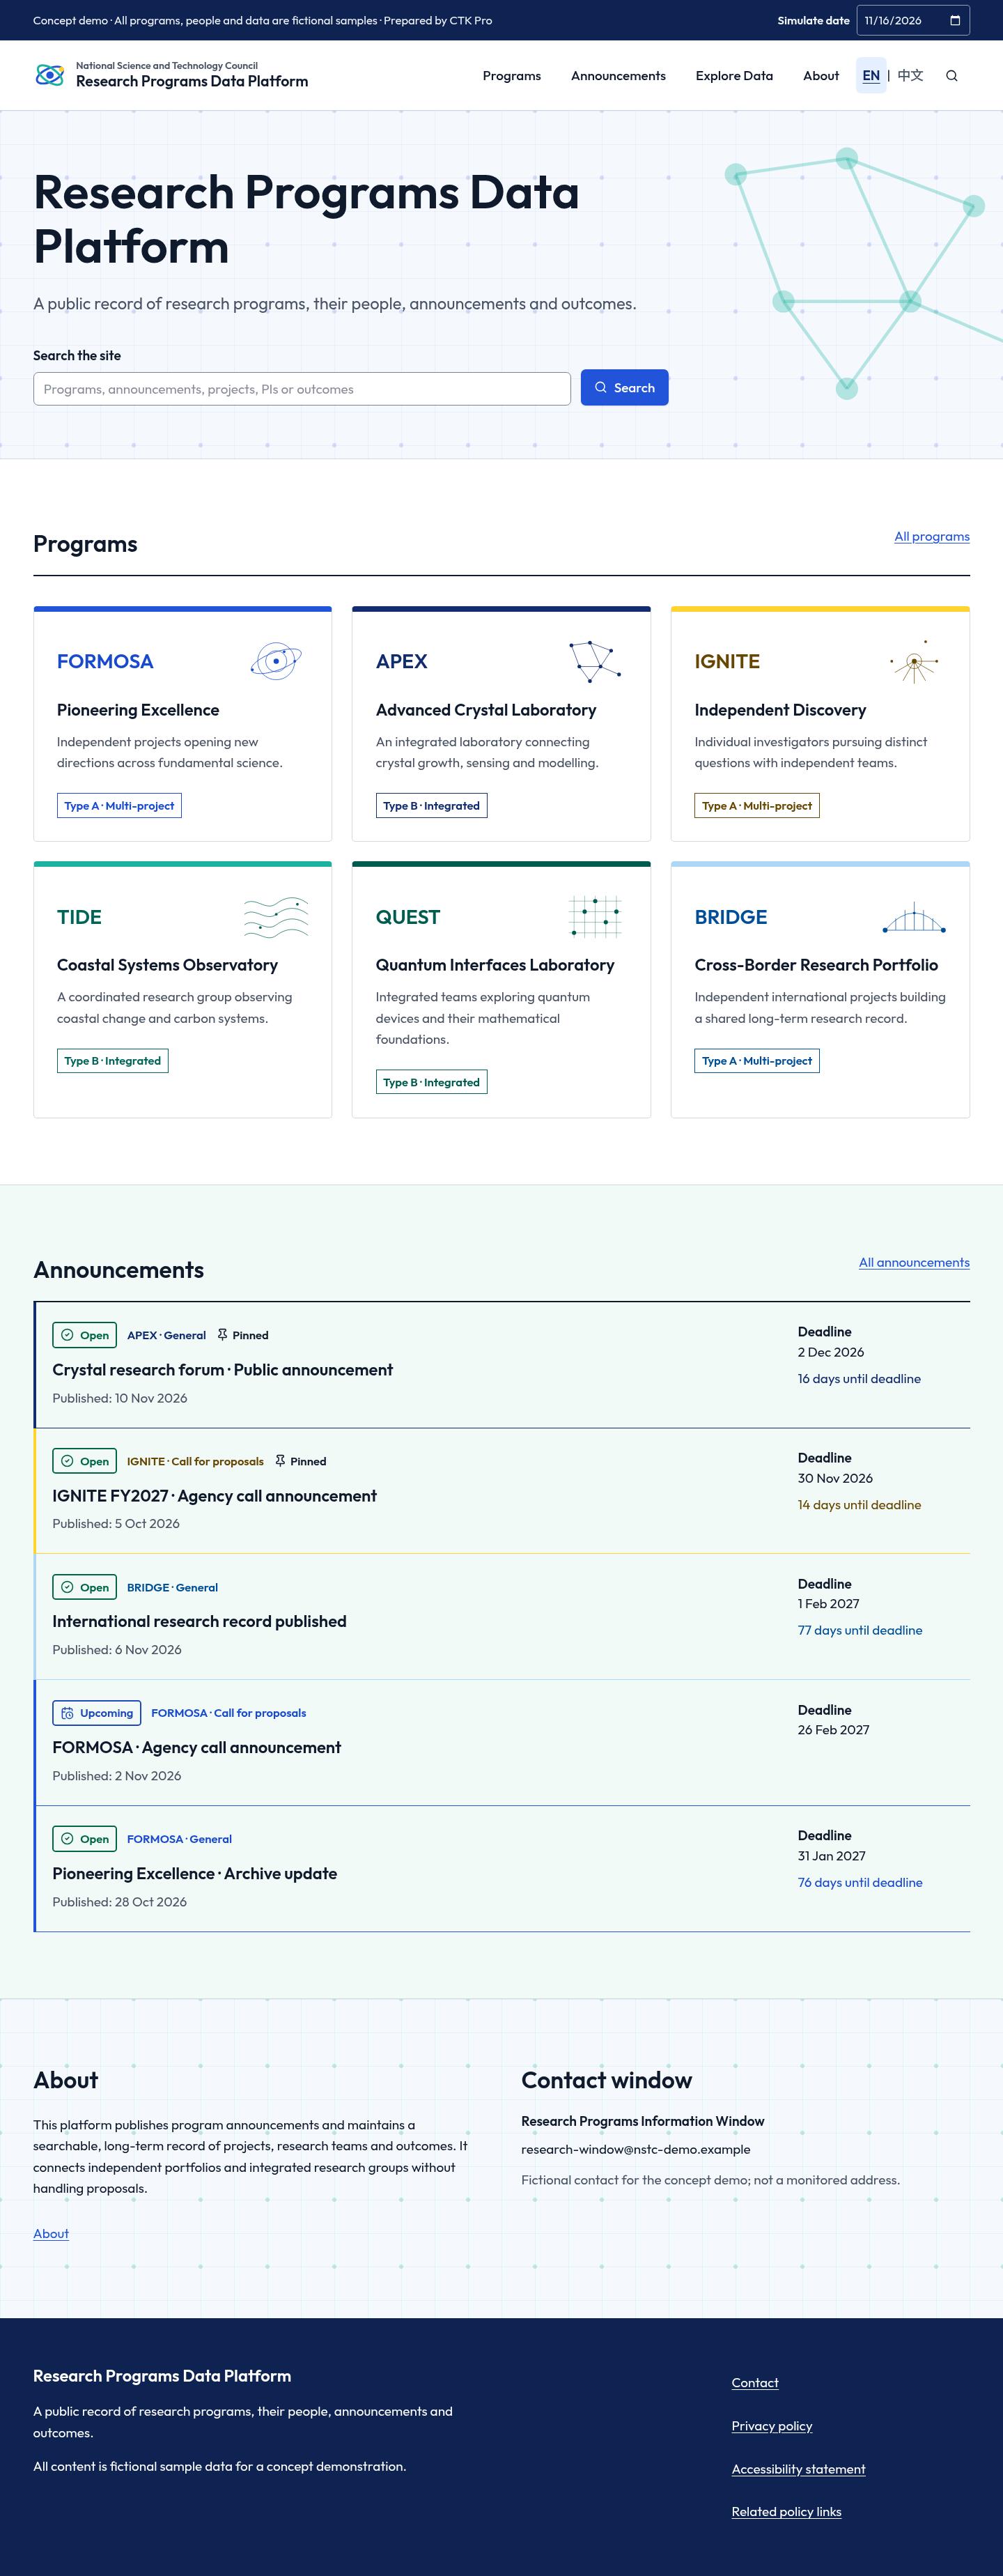 Concept demo · All programs, people and data are fictional samples · Prepared by CTK Pro
Simulate date 11/16/2026
National Science and Technology Council
Research Programs Data Platform
Programs Announcements Explore Data About EN | 中文
Research Programs Data
Platform
A public record of research programs, their people, announcements and outcomes.
Search the site
Programs, announcements, projects, PIs or outcomes
Search
Programs
All programs
FORMOSA
Pioneering Excellence
Independent projects opening new
directions across fundamental science.
Type A · Multi-project
APEX
Advanced Crystal Laboratory
An integrated laboratory connecting
crystal growth, sensing and modelling.
Type B · Integrated
IGNITE
Independent Discovery
Individual investigators pursuing distinct
questions with independent teams.
Type A · Multi-project
TIDE
Coastal Systems Observatory
A coordinated research group observing
coastal change and carbon systems.
Type B · Integrated
QUEST
Quantum Interfaces Laboratory
Integrated teams exploring quantum
devices and their mathematical
foundations.
Type B · Integrated
BRIDGE
Cross-Border Research Portfolio
Independent international projects building
a shared long-term research record.
Type A · Multi-project
Announcements
All announcements
Open APEX · General Pinned
Crystal research forum · Public announcement
Published: 10 Nov 2026
Deadline
2 Dec 2026
16 days until deadline
Open IGNITE · Call for proposals Pinned
IGNITE FY2027 · Agency call announcement
Published: 5 Oct 2026
Deadline
30 Nov 2026
14 days until deadline
Open BRIDGE · General
International research record published
Published: 6 Nov 2026
Deadline
1 Feb 2027
77 days until deadline
Upcoming FORMOSA · Call for proposals
FORMOSA · Agency call announcement
Published: 2 Nov 2026
Deadline
26 Feb 2027
Open FORMOSA · General
Pioneering Excellence · Archive update
Published: 28 Oct 2026
Deadline
31 Jan 2027
76 days until deadline
About
This platform publishes program announcements and maintains a
searchable, long-term record of projects, research teams and outcomes. It
connects independent portfolios and integrated research groups without
handling proposals.
About
Contact window
Research Programs Information Window
research-window@nstc-demo.example
Fictional contact for the concept demo; not a monitored address.
Research Programs Data Platform
A public record of research programs, their people, announcements and
outcomes.
All content is fictional sample data for a concept demonstration.
Contact
Privacy policy
Accessibility statement
Related policy links